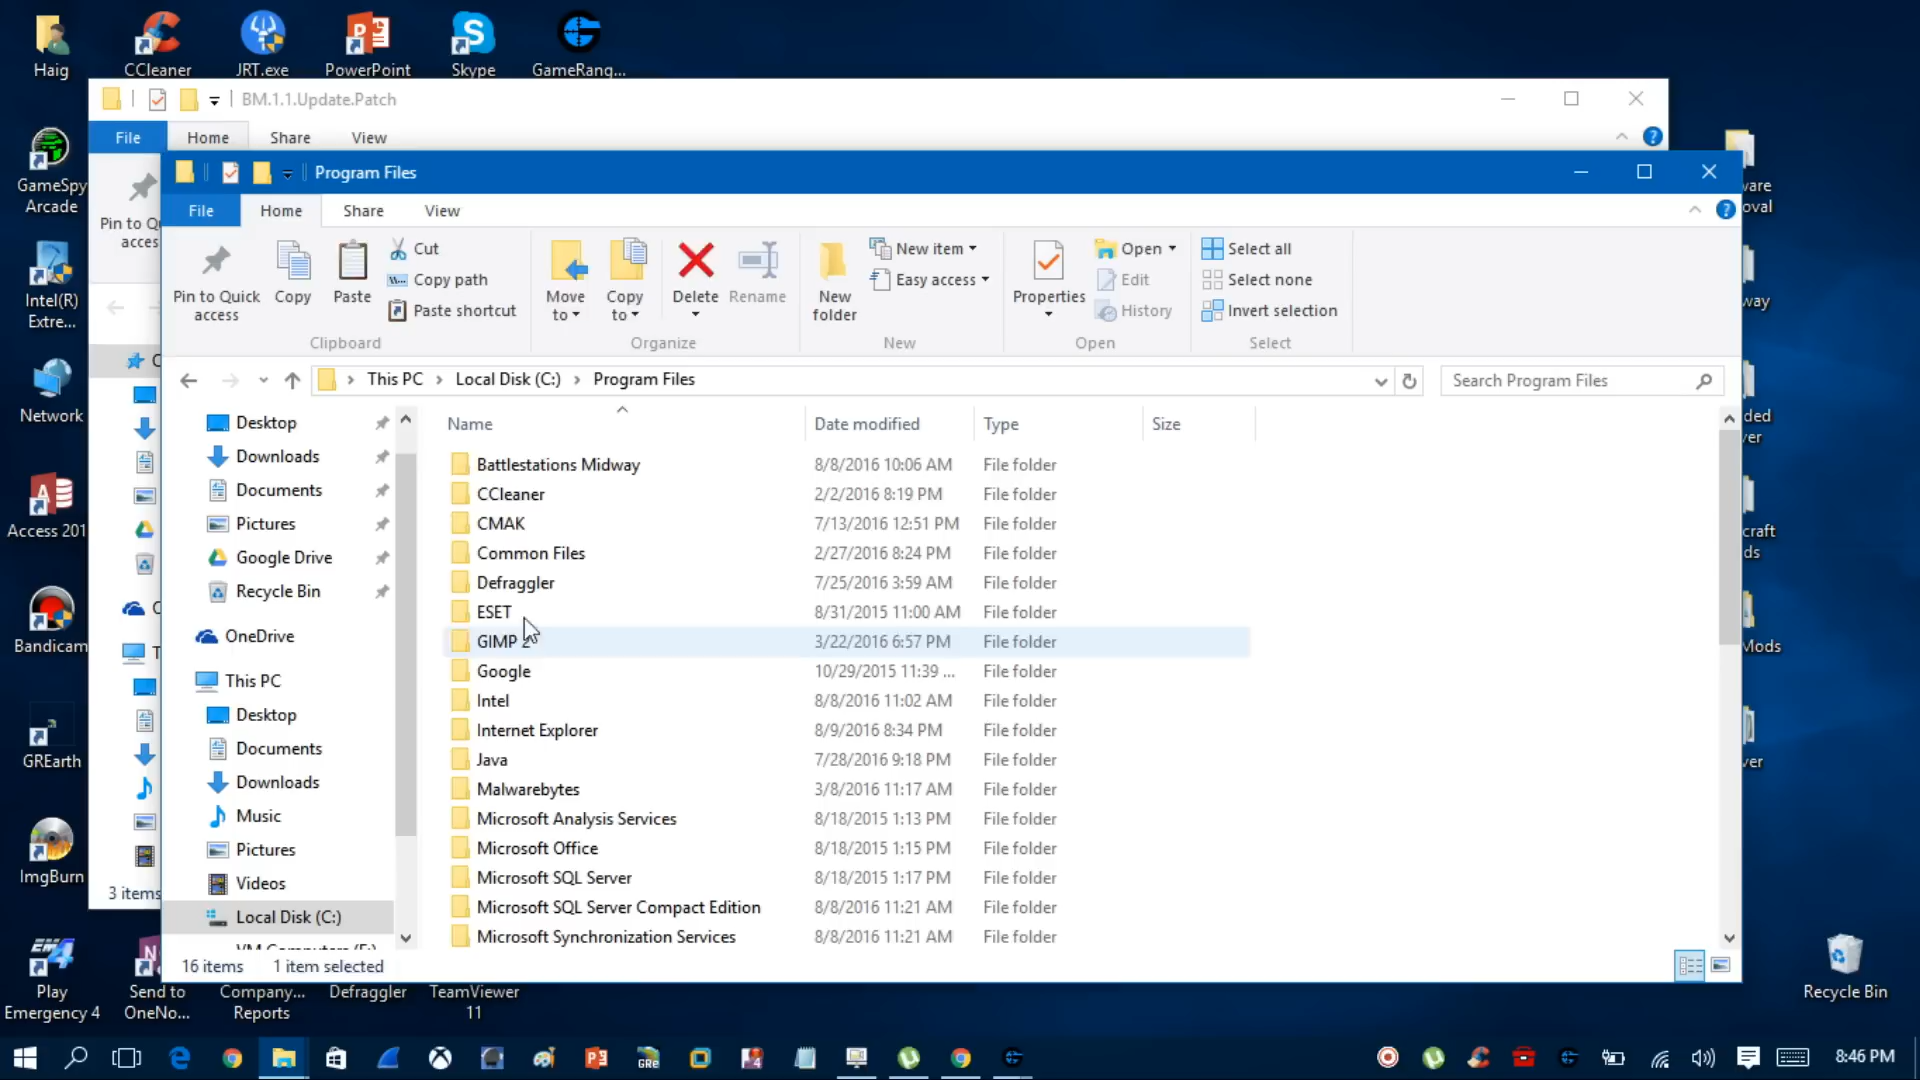 Haig
CCleaner
JRT.exe
PowerPoint
Skype
GameRang...
BM.1.1.Update.Patch
File
Home
Share
View
GameSpy
Arcade
Pin to Qu
acces
Intel(R)
Extre...
Network
Access 201
Bandicam
GREarth
ImgBurn
3 items
Play
Emergency 4
Send to
OneNo...
Company...
Reports
Defraggler
TeamViewer
11
Program Files
File
Home
Share
View
Pin to Quick
access
Copy
Paste
Cut
Copy path
Paste shortcut
Clipboard
Move
to
Copy
to
Delete
Rename
Organize
New
folder
New item
Easy access
New
Properties
Open
Edit
History
Open
Select all
Select none
Invert selection
Select
This PC > Local Disk (C:) > Program Files
Search Program Files
Desktop
Downloads
Documents
Pictures
Google Drive
Recycle Bin
OneDrive
This PC
Desktop
Documents
Downloads
Music
Pictures
Videos
Local Disk (C:)
Name Date modified Type Size
Battlestations Midway 8/8/2016 10:06 AM File folder
CCleaner 2/2/2016 8:19 PM File folder
CMAK 7/13/2016 12:51 PM File folder
Common Files 2/27/2016 8:24 PM File folder
Defraggler 7/25/2016 3:59 AM File folder
ESET 8/31/2015 11:00 AM File folder
GIMP 2 3/22/2016 6:57 PM File folder
Google 10/29/2015 11:39 ... File folder
Intel 8/8/2016 11:02 AM File folder
Internet Explorer 8/9/2016 8:34 PM File folder
Java 7/28/2016 9:18 PM File folder
Malwarebytes 3/8/2016 11:17 AM File folder
Microsoft Analysis Services 8/18/2015 1:13 PM File folder
Microsoft Office 8/18/2015 1:15 PM File folder
Microsoft SQL Server 8/18/2015 1:17 PM File folder
Microsoft SQL Server Compact Edition 8/8/2016 11:21 AM File folder
Microsoft Synchronization Services 8/8/2016 11:21 AM File folder
16 items 1 item selected
vare
oval
way
ded
ver
craft
ds
Mods
ver
Recycle Bin
8:46 PM